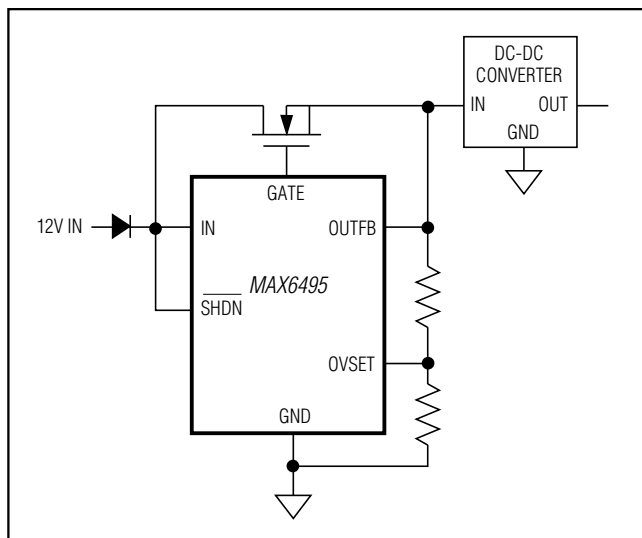 DC-DC
CONVERTER
IN
OUT
GND
GATE
12V IN
IN
OUTFB
MAX6495
SHDN
OVSET
GND